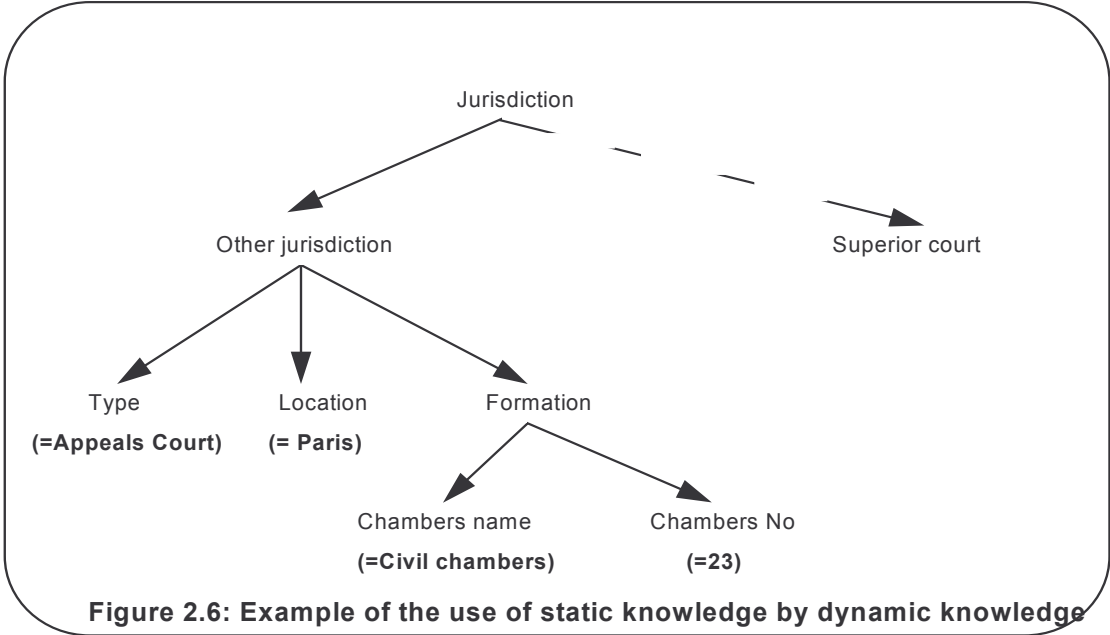 Jurisdiction
Other jurisdiction
Superior court
Type
Location
Formation
(=Appeals Court)
(= Paris)
Chambers name
Chambers No
(=Civil chambers)
(=23)
Figure 2.6: Example of the use of static knowledge by dynamic knowledge